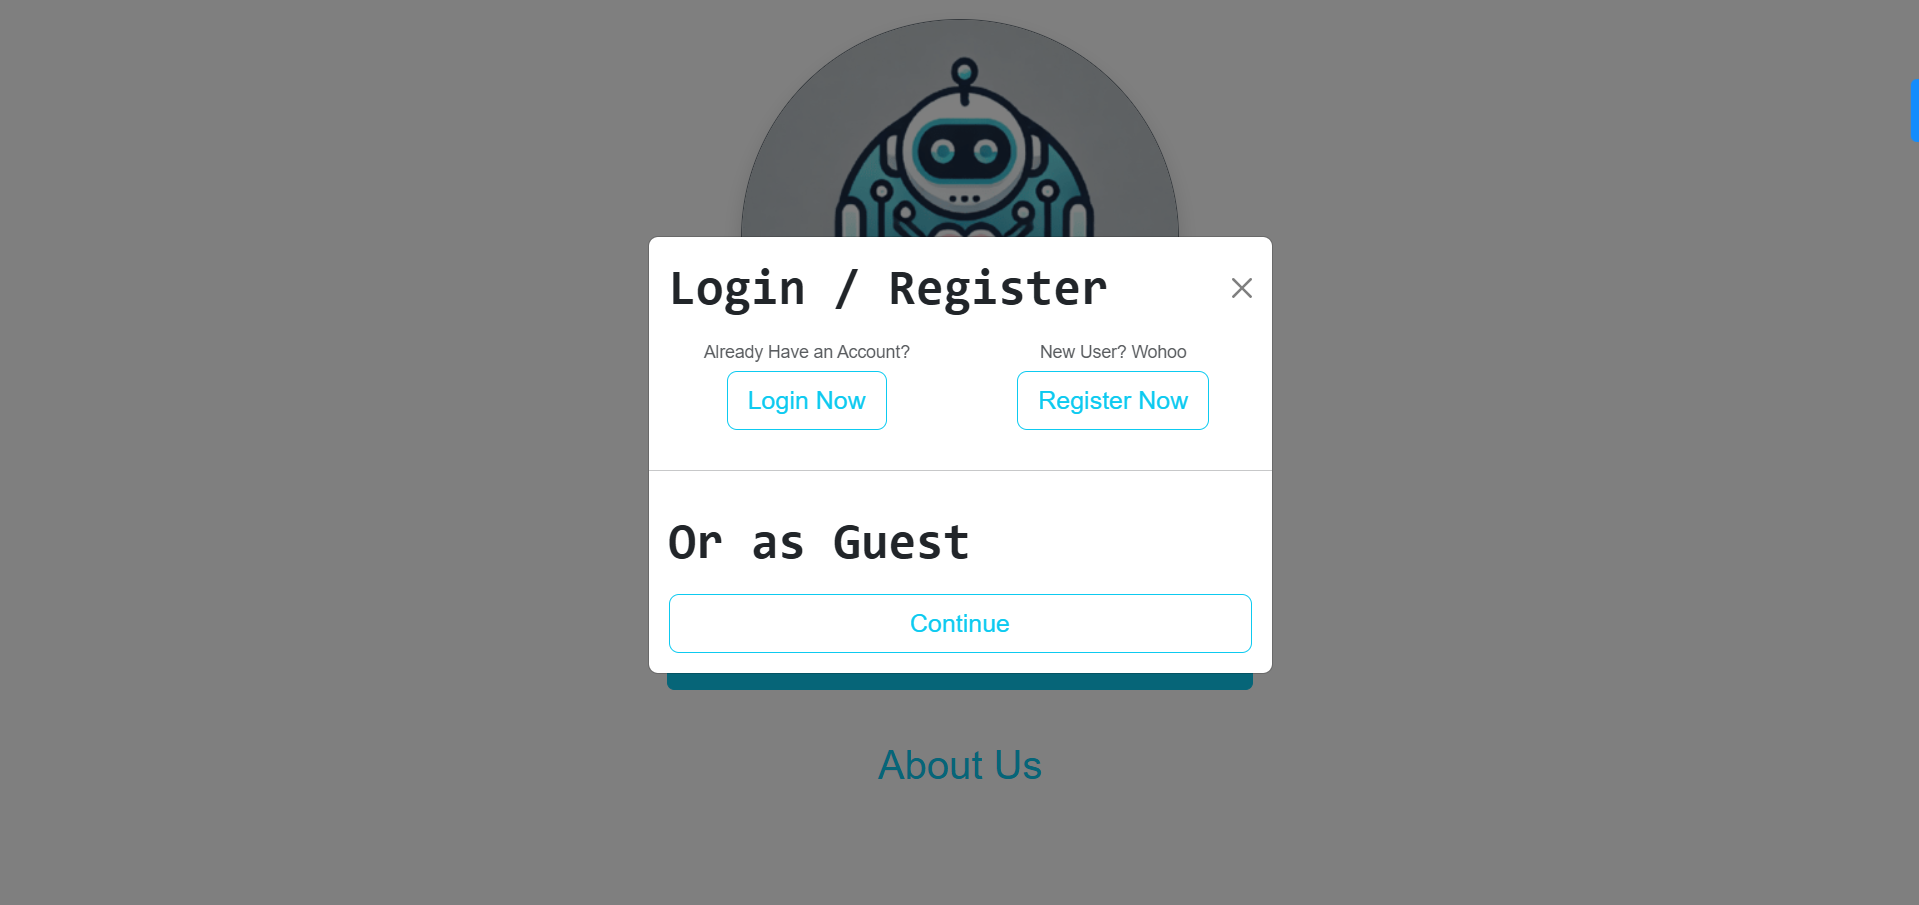 Login / Register
Already Have an Account?
New User? Wohoo
Login Now
Register Now
Or as Guest
Continue
About Us